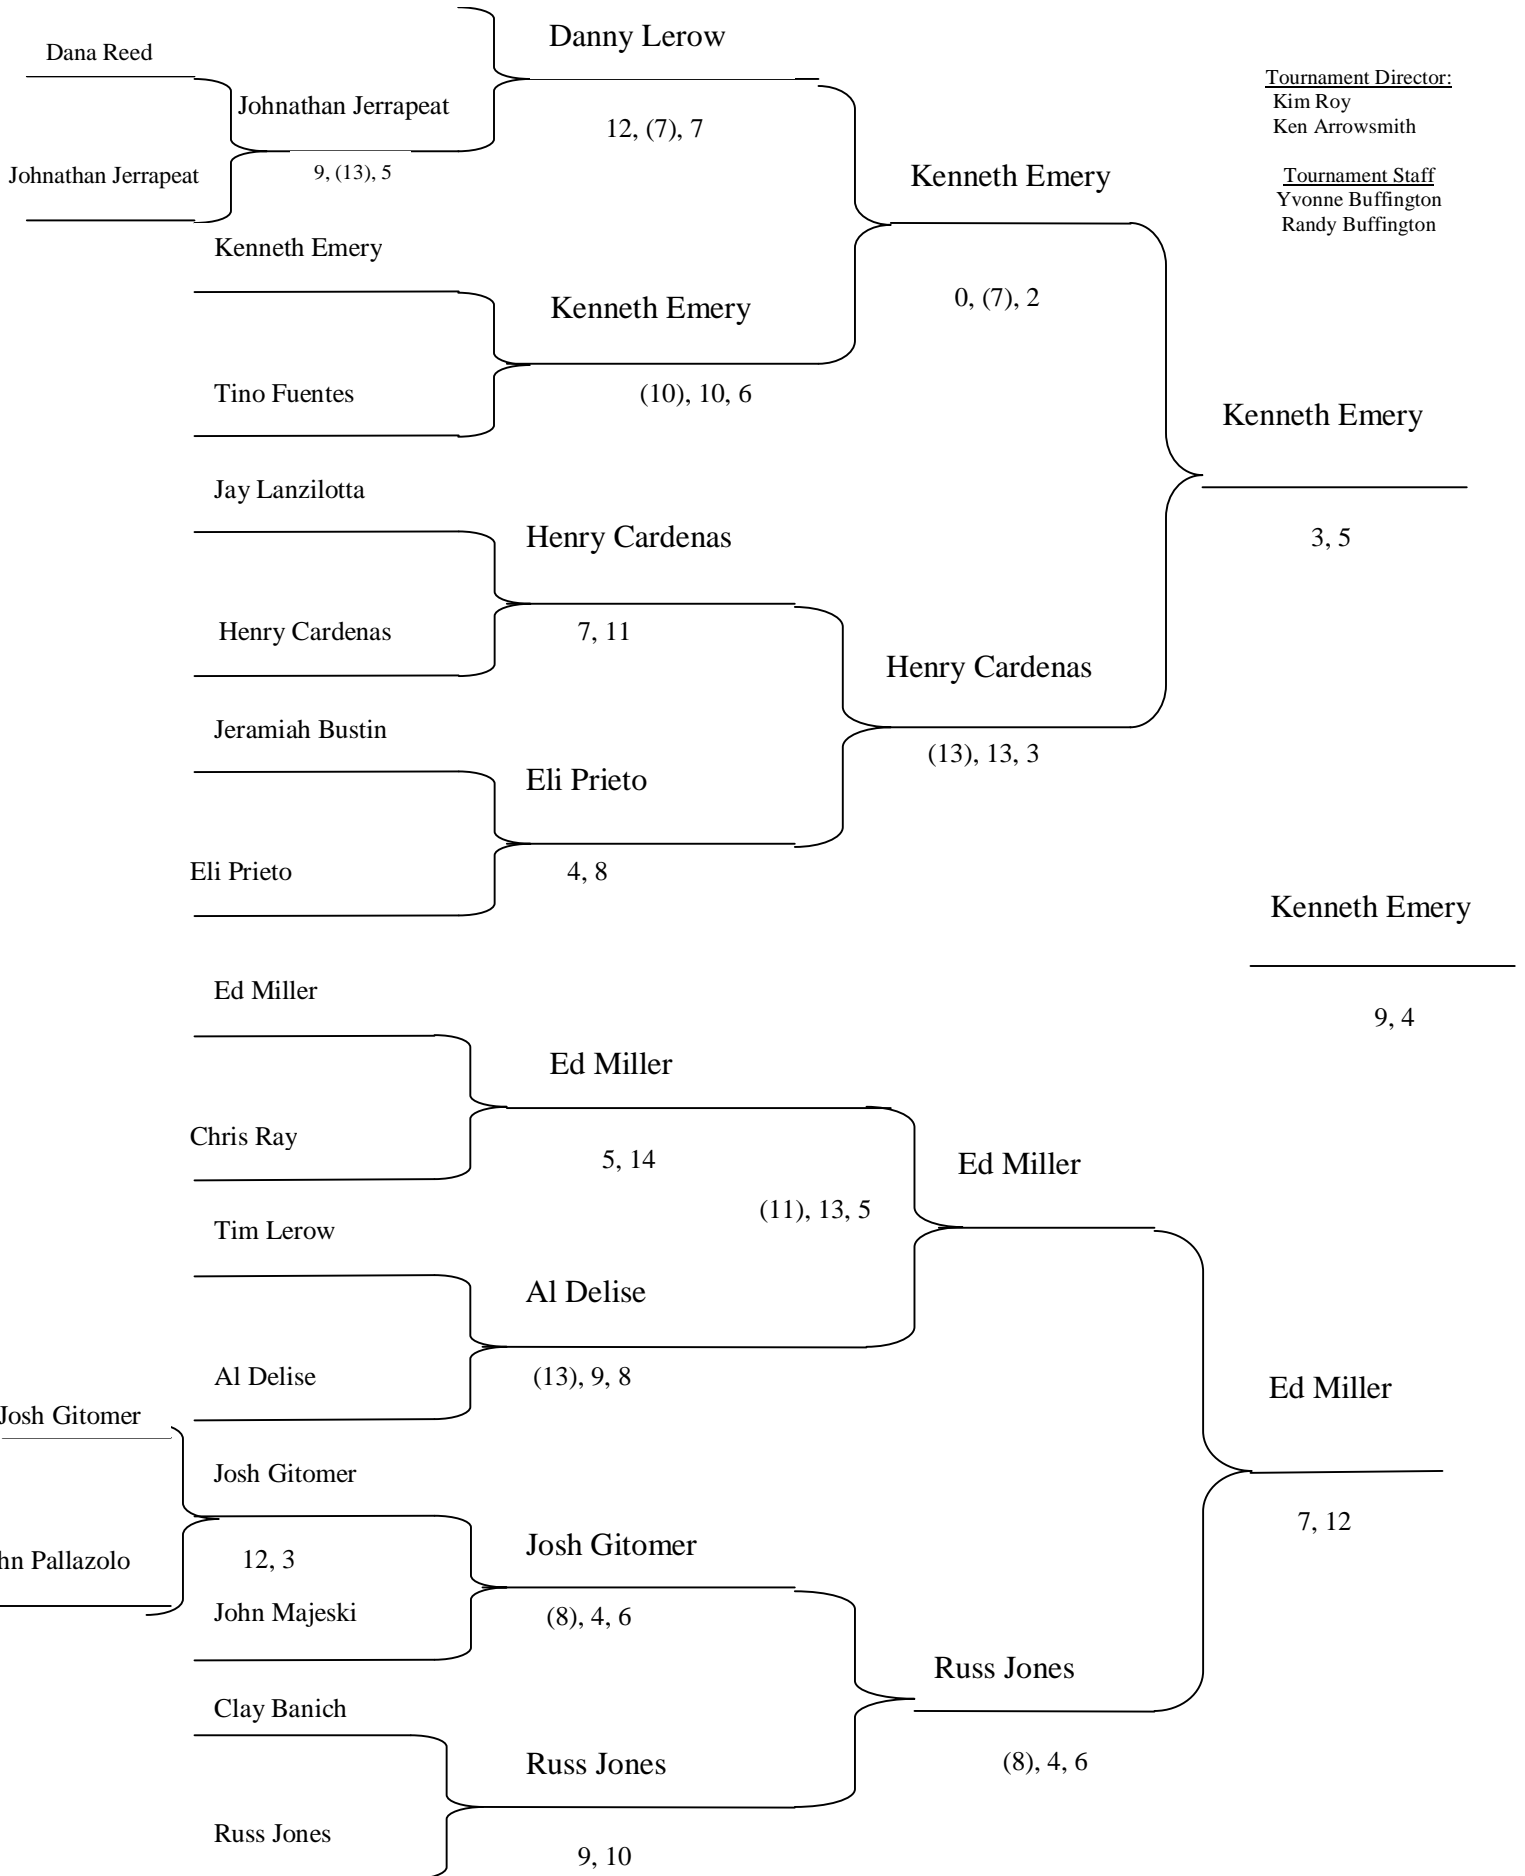 Danny Lerow
Dana Reed
Tournament Director:
Kim Roy
Ken Arrowsmith
Johnathan Jerrapeat
12, (7), 7
Johnathan Jerrapeat
9, (13), 5
Kenneth Emery
Tournament Staff
Yvonne Buffington
Randy Buffington
Kenneth Emery
Kenneth Emery
0, (7), 2
Tino Fuentes
(10), 10, 6
Kenneth Emery
Jay Lanzilotta
Henry Cardenas
3, 5
Henry Cardenas
7, 11
Henry Cardenas
Jeramiah Bustin
(13), 13, 3
Eli Prieto
Eli Prieto
4, 8
Kenneth Emery
Ed Miller
9, 4
Ed Miller
Chris Ray
5, 14
Ed Miller
(11), 13, 5
Tim Lerow
Al Delise
Al Delise
(13), 9, 8
Ed Miller
Josh Gitomer
Josh Gitomer
7, 12
Josh Gitomer
Pallazolo
12, 3
John Majeski
(8), 4, 6
Russ Jones
Clay Banich
Russ Jones
(8), 4, 6
Russ Jones
9, 10